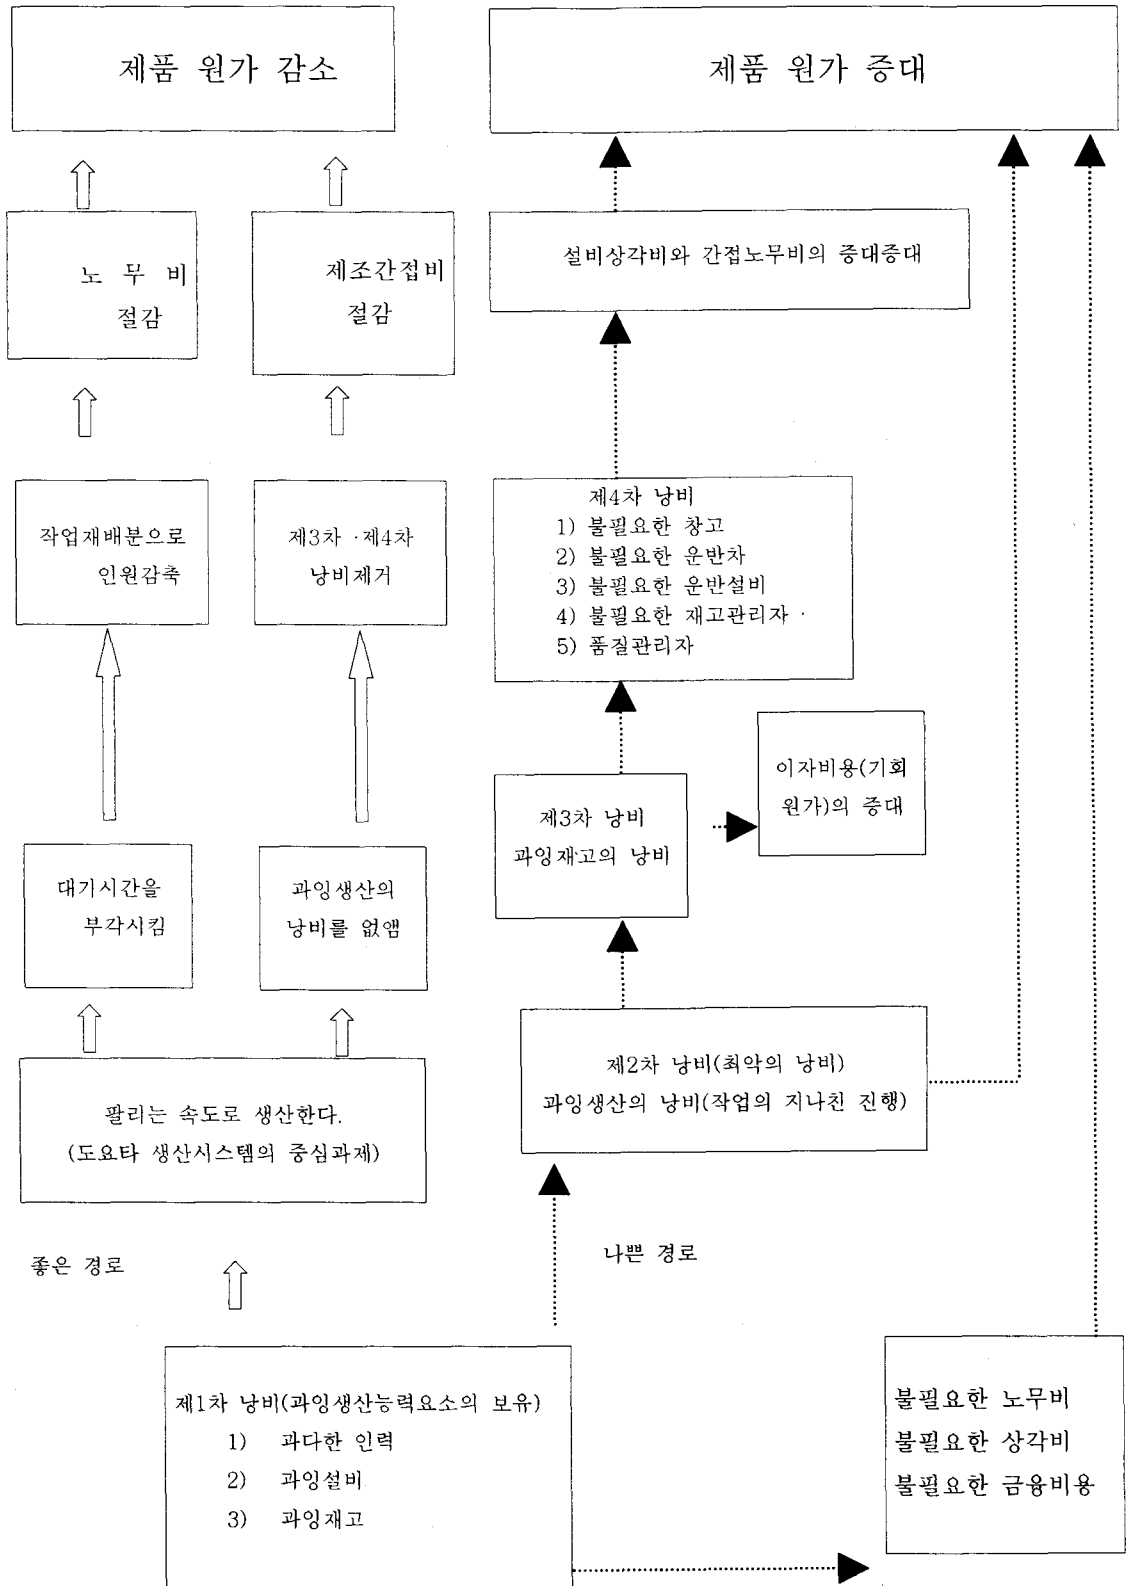 제품 원가 감소
제품 원가 증대
노 무 비
절감
제조간접비
절감
설비상각비와 간접노무비의 증대증대
작업재배분으로
인원감축
제3차 ·제4차
낭비제거
제4차 낭비
1) 불필요한 창고
2) 불필요한 운반차
3) 불필요한 운반설비
4) 불필요한 재고관리자
5) 품질관리자
이자비용(기회
원가)의 증대
제3차 낭비
과잉재고의 낭비
대기시간을
부각시킴
과잉생산의
낭비를 없앰
제2차 낭비(최악의 낭비)
과잉생산의 낭비(작업의 지나친 진행)
팔리는 속도로 생산한다.
(도요타 생산시스템의 중심과제)
좋은 경로
나쁜 경로
제1차 낭비(과잉생산능력요소의 보유)
1) 과다한 인력
2) 과잉설비
3) 과잉재고
불필요한 노무비
불필요한 상각비
불필요한 금융비용